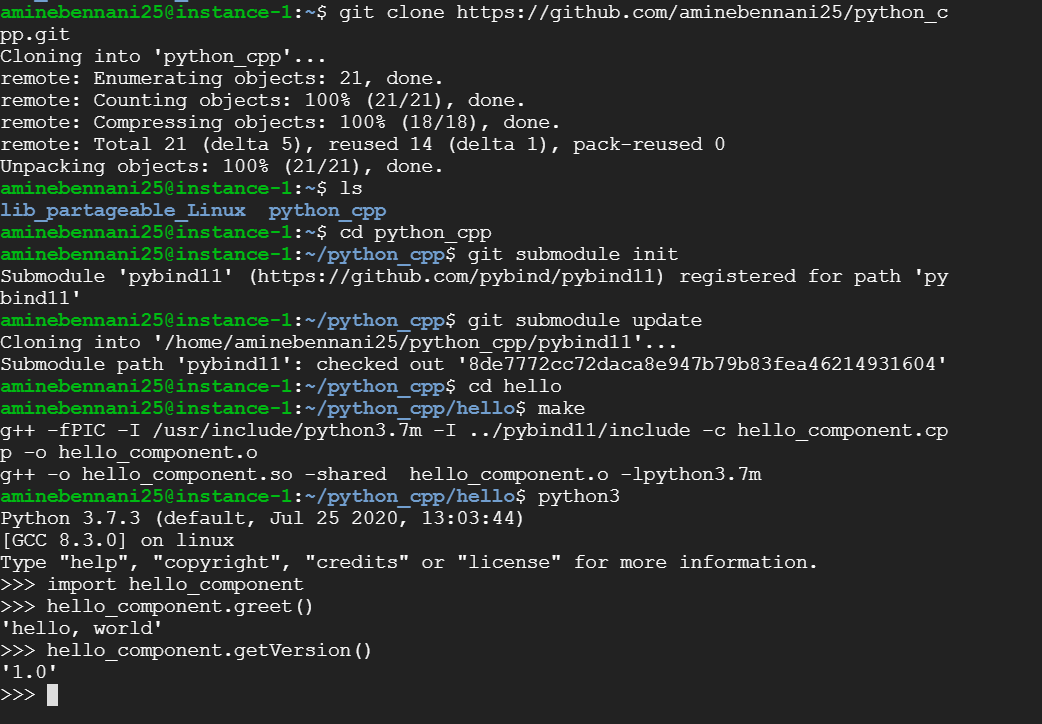 aminebennani25@instance-1:~$ git clone https://github.com/aminebennani25/python_c
pp.git
Cloning into 'python_cpp'...
remote: Enumerating objects: 21, done.
remote: Counting objects: 100% (21/21), done.
remote: Compressing objects: 100% (18/18), done.
remote: Total 21 (delta 5), reused 14 (delta 1), pack-reused 0
Unpacking objects: 100% (21/21), done.
aminebennani25@instance-1:~$ ls
lib_partageable_Linux  python_cpp
aminebennani25@instance-1:~$ cd python_cpp
aminebennani25@instance-1:~/python_cpp$ git submodule init
Submodule 'pybind11' (https://github.com/pybind/pybind11) registered for path 'py
bind11'
aminebennani25@instance-1:~/python_cpp$ git submodule update
Cloning into '/home/aminebennani25/python_cpp/pybind11'...
Submodule path 'pybind11': checked out '8de7772cc72daca8e947b79b83fea46214931604'
aminebennani25@instance-1:~/python_cpp$ cd hello
aminebennani25@instance-1:~/python_cpp/hello$ make
g++ -fPIC -I /usr/include/python3.7m -I ../pybind11/include -c hello_component.cp
p -o hello_component.o
g++ -o hello_component.so -shared  hello_component.o -lpython3.7m
aminebennani25@instance-1:~/python_cpp/hello$ python3
Python 3.7.3 (default, Jul 25 2020, 13:03:44)
[GCC 8.3.0] on linux
Type "help", "copyright", "credits" or "license" for more information.
>>> import hello_component
>>> hello_component.greet()
'hello, world'
>>> hello_component.getVersion()
'1.0'
>>>